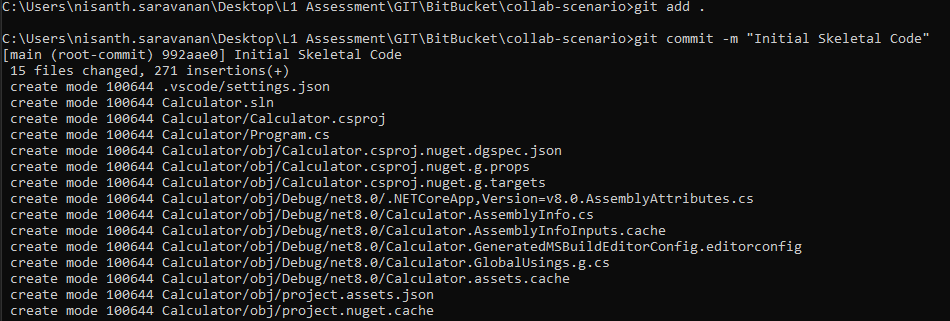 C:\Users\nisanth.saravanan\Desktop\L1 Assessment\GIT\BitBucket\collab-scenario>git add .
C:\Users\nisanth.saravanan\Desktop\L1 Assessment\GIT\BitBucket\collab-scenario>git commit -m "Initial Skeletal Code"
[main (root-commit) 992aae0] Initial Skeletal Code
 15 files changed, 271 insertions(+)
 create mode 100644 .vscode/settings.json
 create mode 100644 Calculator.sln
 create mode 100644 Calculator/Calculator.csproj
 create mode 100644 Calculator/Program.cs
 create mode 100644 Calculator/obj/Calculator.csproj.nuget.dgspec.json
 create mode 100644 Calculator/obj/Calculator.csproj.nuget.g.props
 create mode 100644 Calculator/obj/Calculator.csproj.nuget.g.targets
 create mode 100644 Calculator/obj/Debug/net8.0/.NETCoreApp,Version=v8.0.AssemblyAttributes.cs
 create mode 100644 Calculator/obj/Debug/net8.0/Calculator.AssemblyInfo.cs
 create mode 100644 Calculator/obj/Debug/net8.0/Calculator.AssemblyInfoInputs.cache
 create mode 100644 Calculator/obj/Debug/net8.0/Calculator.GeneratedMSBuildEditorConfig.editorconfig
 create mode 100644 Calculator/obj/Debug/net8.0/Calculator.GlobalUsings.g.cs
 create mode 100644 Calculator/obj/Debug/net8.0/Calculator.assets.cache
 create mode 100644 Calculator/obj/project.assets.json
 create mode 100644 Calculator/obj/project.nuget.cache